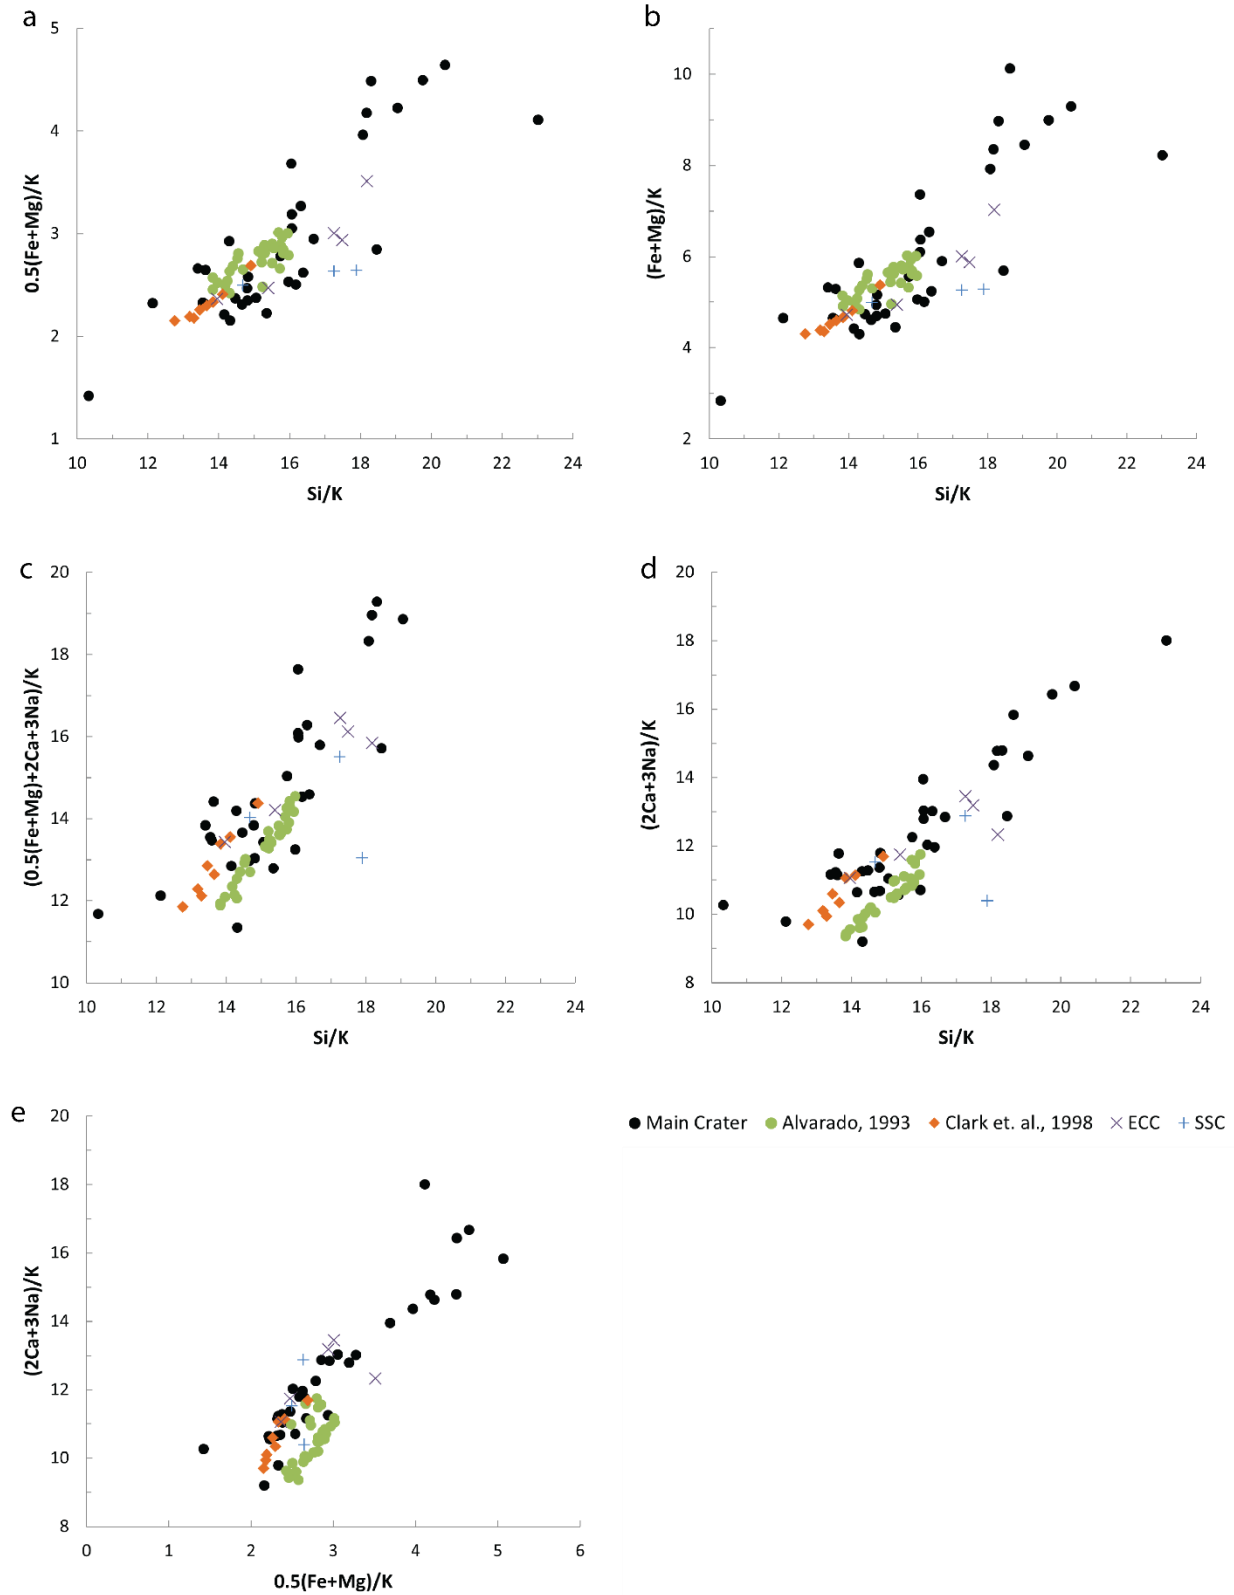 a
5
4
3
2
1
0.5(Fe+Mg)/K
10 12 14 16 18 20 22 24
Si/K
b
10
8
6
4
2
(Fe+Mg)/K
10 12 14 16 18 20 22 24
Si/K
c
20
18
16
14
12
10
(0.5(Fe+Mg)+2Ca+3Na)/K
10 12 14 16 18 20 22 24
Si/K
d
20
18
16
14
12
10
8
(2Ca+3Na)/K
10 12 14 16 18 20 22 24
Si/K
e
20
18
16
14
12
10
8
(2Ca+3Na)/K
0 1 2 3 4 5 6
0.5(Fe+Mg)/K
Main Crater Alvarado, 1993 Clark et. al., 1998 ECC SSC